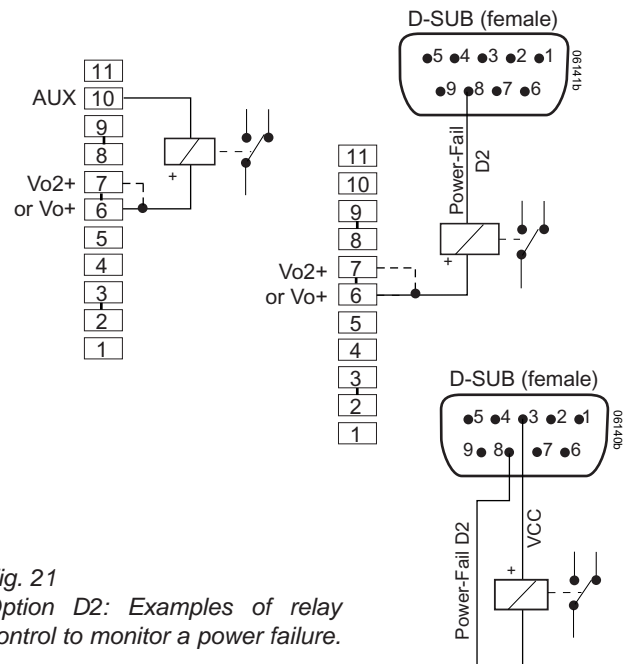 D-SUB (female)
5 4 3 2 1
9 8 7 6
06141b
11
AUX 10
9
8
Vo2+ 7
or Vo+ 6
5
4
3
2
1
+
Power-Fail
D2
11
10
9
8
Vo2+ 7
or Vo+ 6
5
4
3
2
1
+
D-SUB (female)
5 4 3 2 1
9 8 7 6
06140b
Power-Fail D2
VCC
+
ig. 21
ption D2: Examples of relay
ontrol to monitor a power failure.